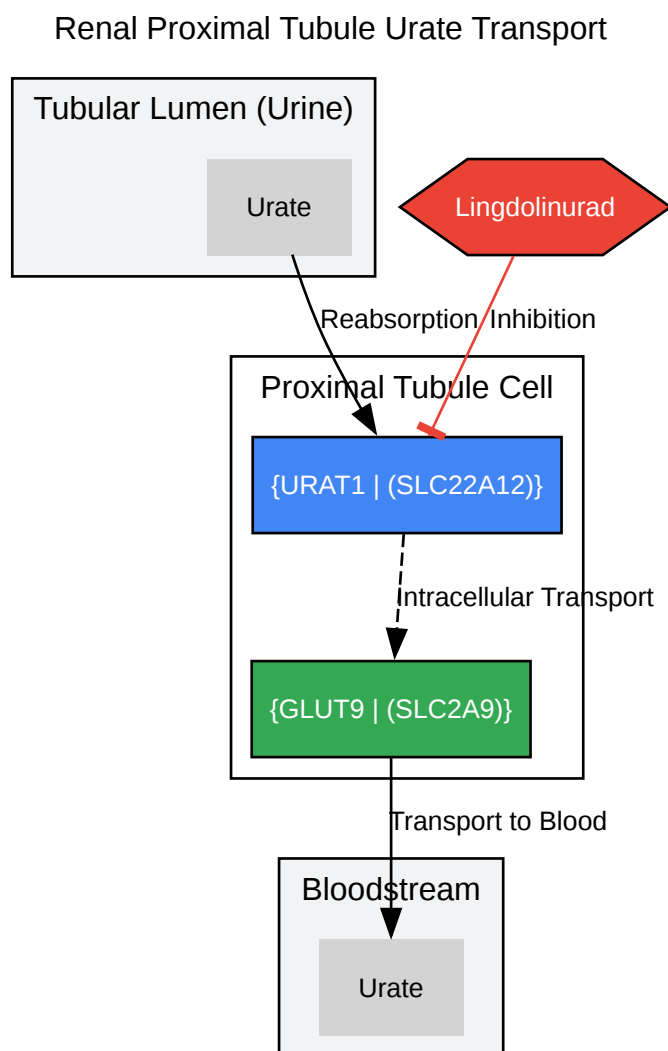 Renal Proximal Tubule Urate Transport
Tubular Lumen (Urine)
Urate
Lingdolinurad
Reabsorption
Inhibition
Proximal Tubule Cell
{URAT1 | (SLC22A12)}
Intracellular Transport
{GLUT9 | (SLC2A9)}
Transport to Blood
Bloodstream
Urate